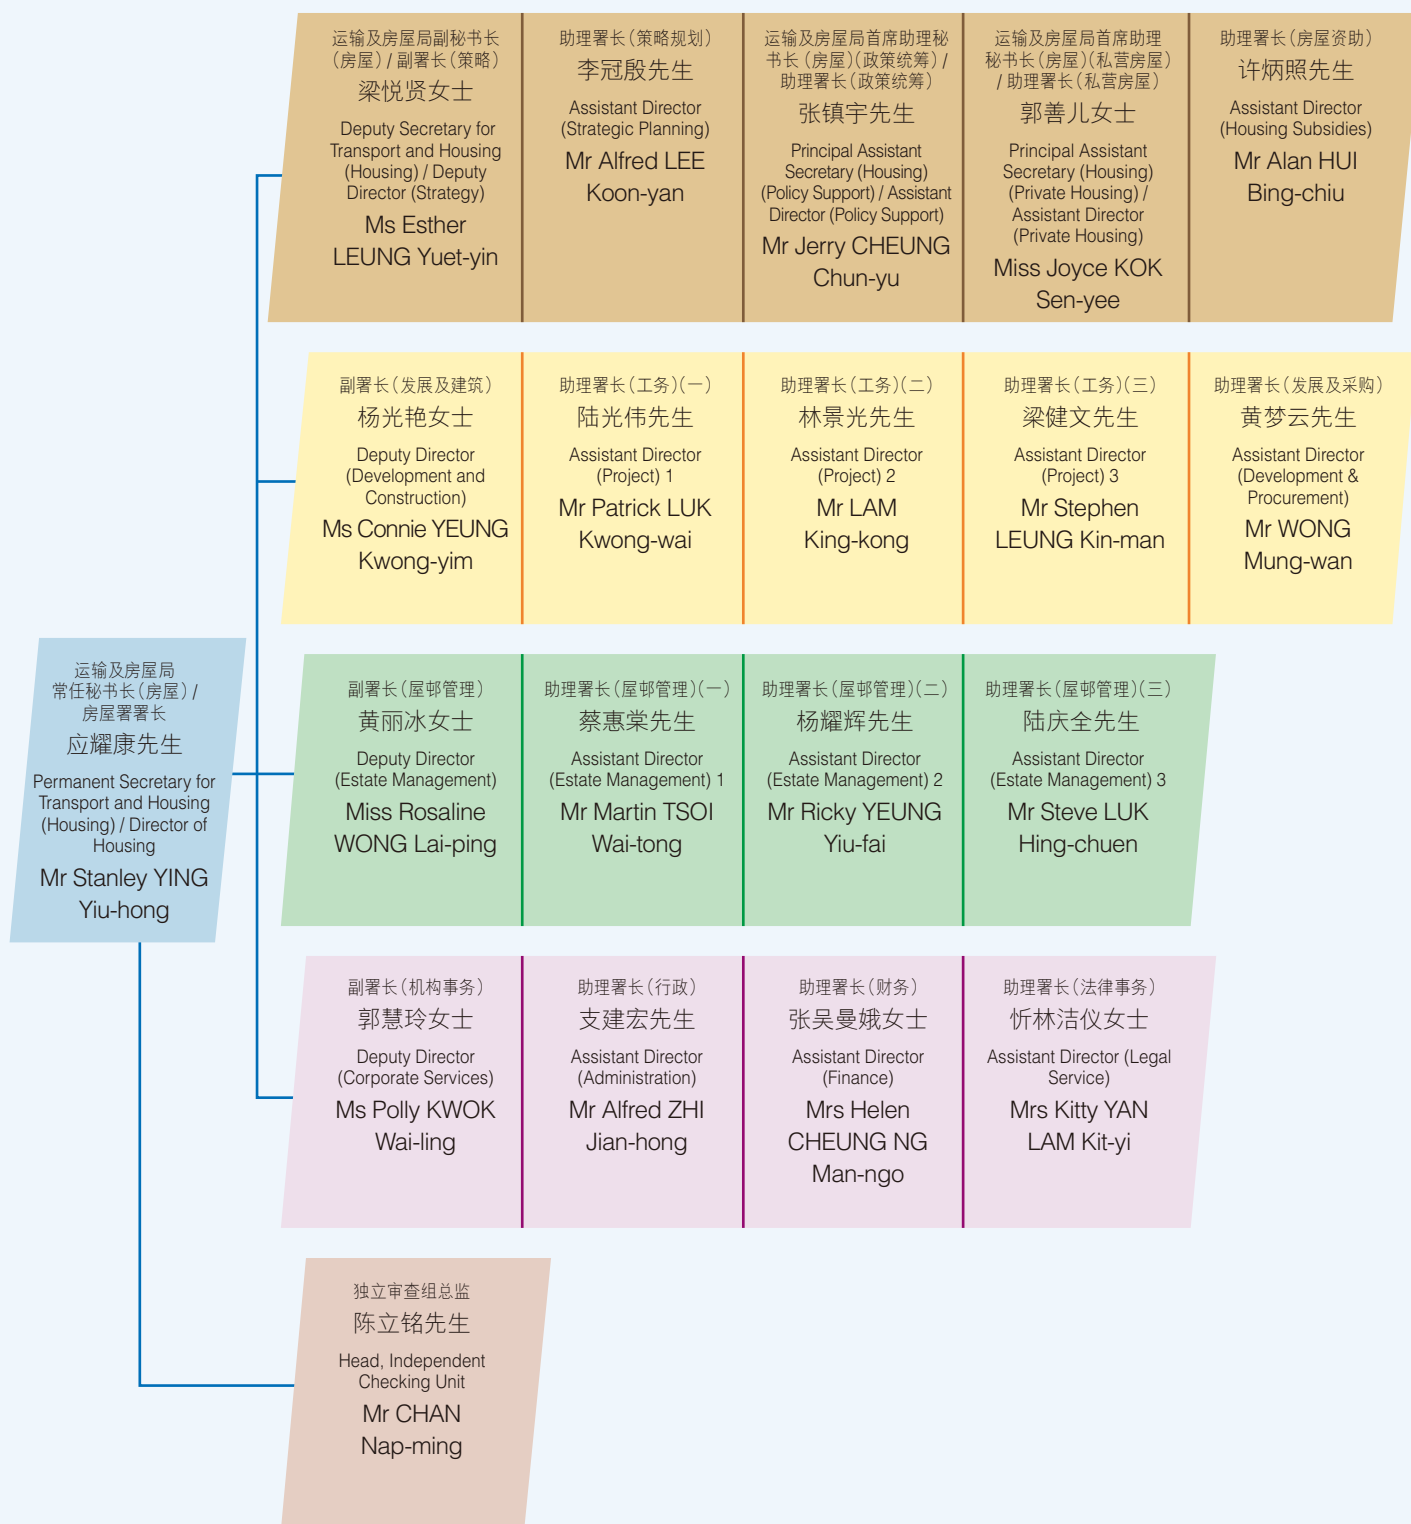 运输及房屋局副秘书长
(房屋) / 副署长(策略)
梁悦贤女士
Deputy Secretary for
Transport and Housing
(Housing) / Deputy
Director (Strategy)
Ms Esther
LEUNG Yuet-yin
助理署长(策略规划)
李冠殷先生
Assistant Director
(Strategic Planning)
Mr Alfred LEE
Koon-yan
运输及房屋局首席助理秘
书长(房屋)(政策统筹) /
助理署长(政策统筹)
张镇宇先生
Principal Assistant
Secretary (Housing)
(Policy Support) / Assistant
Director (Policy Support)
Mr Jerry CHEUNG
Chun-yu
运输及房屋局首席助理
秘书长(房屋)(私营房屋)
/ 助理署长(私营房屋)
郭善儿女士
Principal Assistant
Secretary (Housing)
(Private Housing) /
Assistant Director
(Private Housing)
Miss Joyce KOK
Sen-yee
助理署长(房屋资助)
许炳照先生
Assistant Director
(Housing Subsidies)
Mr Alan HUI
Bing-chiu
副署长(发展及建筑)
杨光艳女士
Deputy Director
(Development and
Construction)
Ms Connie YEUNG
Kwong-yim
助理署长(工务)(一)
陆光伟先生
Assistant Director
(Project) 1
Mr Patrick LUK
Kwong-wai
助理署长(工务)(二)
林景光先生
Assistant Director
(Project) 2
Mr LAM
King-kong
助理署长(工务)(三)
梁健文先生
Assistant Director
(Project) 3
Mr Stephen
LEUNG Kin-man
助理署长(发展及采购)
黄梦云先生
Assistant Director
(Development &
Procurement)
Mr WONG
Mung-wan
运输及房屋局
常任秘书长(房屋) /
房屋署署长
应耀康先生
Permanent Secretary for
Transport and Housing
(Housing) / Director of
Housing
Mr Stanley YING
Yiu-hong
副署长(屋邨管理)
黄丽冰女士
Deputy Director
(Estate Management)
Miss Rosaline
WONG Lai-ping
助理署长(屋邨管理)(一)
蔡惠棠先生
Assistant Director
(Estate Management) 1
Mr Martin TSOI
Wai-tong
助理署长(屋邨管理)(二)
杨耀辉先生
Assistant Director
(Estate Management) 2
Mr Ricky YEUNG
Yiu-fai
助理署长(屋邨管理)(三)
陆庆全先生
Assistant Director
(Estate Management) 3
Mr Steve LUK
Hing-chuen
副署长(机构事务)
郭慧玲女士
Deputy Director
(Corporate Services)
Ms Polly KWOK
Wai-ling
助理署长(行政)
支建宏先生
Assistant Director
(Administration)
Mr Alfred ZHI
Jian-hong
助理署长(财务)
张吴曼娥女士
Assistant Director
(Finance)
Mrs Helen
CHEUNG NG
Man-ngo
助理署长(法律事务)
忻林洁仪女士
Assistant Director (Legal
Service)
Mrs Kitty YAN
LAM Kit-yi
独立审查组总监
陈立铭先生
Head, Independent
Checking Unit
Mr CHAN
Nap-ming